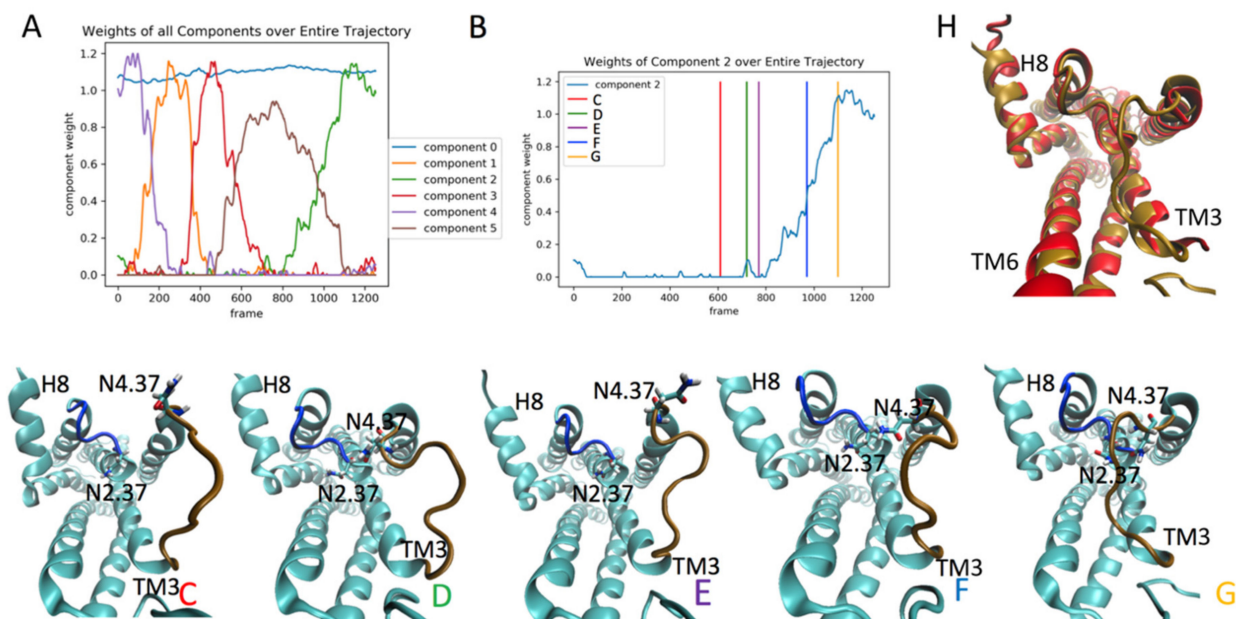 A
Weights of all Components over Entire Trajectory
1.2
1.0
0.8
0.6
0.4
0.2
0.0
component weight
0 200 400 600 800 1000 1200
frame
component 0
component 1
component 2
component 3
component 4
component 5
B
Weights of Component 2 over Entire Trajectory
1.2
1.0
0.8
0.6
0.4
0.2
0.0
component weight
0 200 400 600 800 1000 1200
frame
component 2
C
D
E
F
G
H
H8
TM3
TM6
H8
N4.37
N2.37
TM3
C
H8
N4.37
N2.37
TM3
D
H8
N4.37
N2.37
TM3
E
H8
N4.37
N2.37
TM3
F
H8
N4.37
N2.37
TM3
G